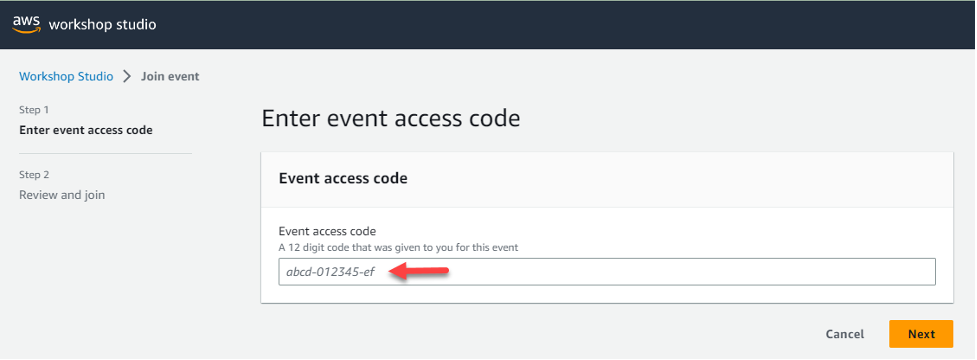 aws workshop studio
Workshop Studio > Join event
Step 1
Enter event access code
Step 2
Review and join
Enter event access code
Event access code
Event access code
A 12 digit code that was given to you for this event
abcd-012345-ef
Cancel Next